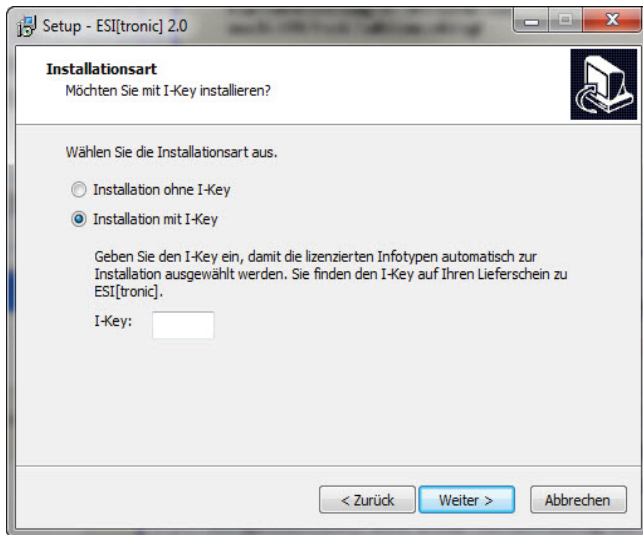 Setup - ESI[tronic] 2.0
Installationsart
Möchten Sie mit I-Key installieren?
Wählen Sie die Installationsart aus.
Installation ohne I-Key
Installation mit I-Key
Geben Sie den I-Key ein, damit die lizenzierten Infotypen automatisch zur
Installation ausgewählt werden. Sie finden den I-Key auf Ihren Lieferschein zu
ESI[tronic].
I-Key:
< Zurück
Weiter >
Abbrechen